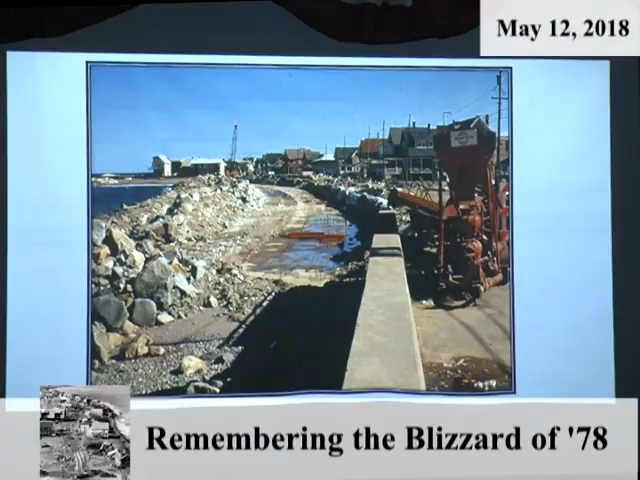 May 12, 2018
Remembering the Blizzard of '78